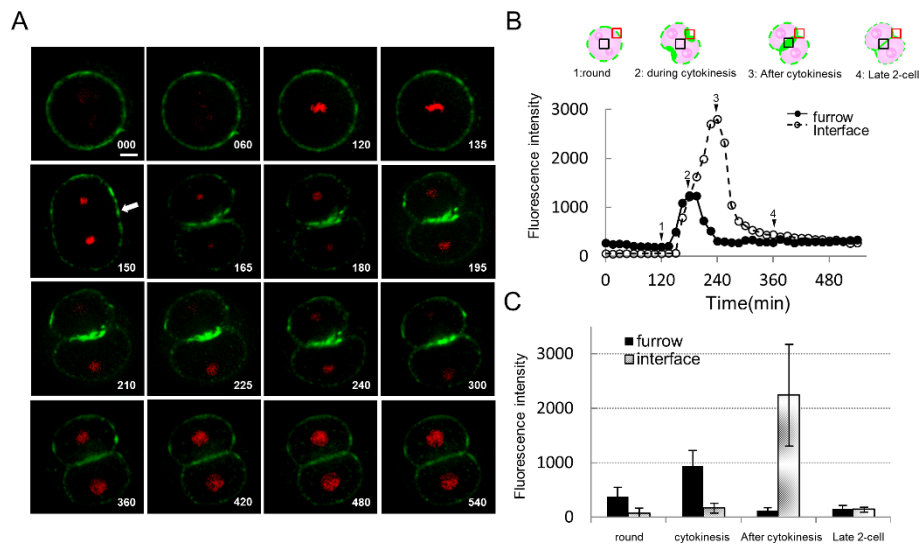 A
000 060 120 135
150 165 180 195
210 225 240 300
360 420 480 540
B
1:round 2: during cytokinesis 3: After cytokinesis 4: Late 2-cell
Fluorescence intensity
3000
2000
1000
0
furrow
Interface
1
2
3
4
0 120 240 360 480
Time(min)
C
Fluorescence intensity
3000
2000
1000
0
furrow
interface
round cytokinesis After cytokinesis Late 2-cell